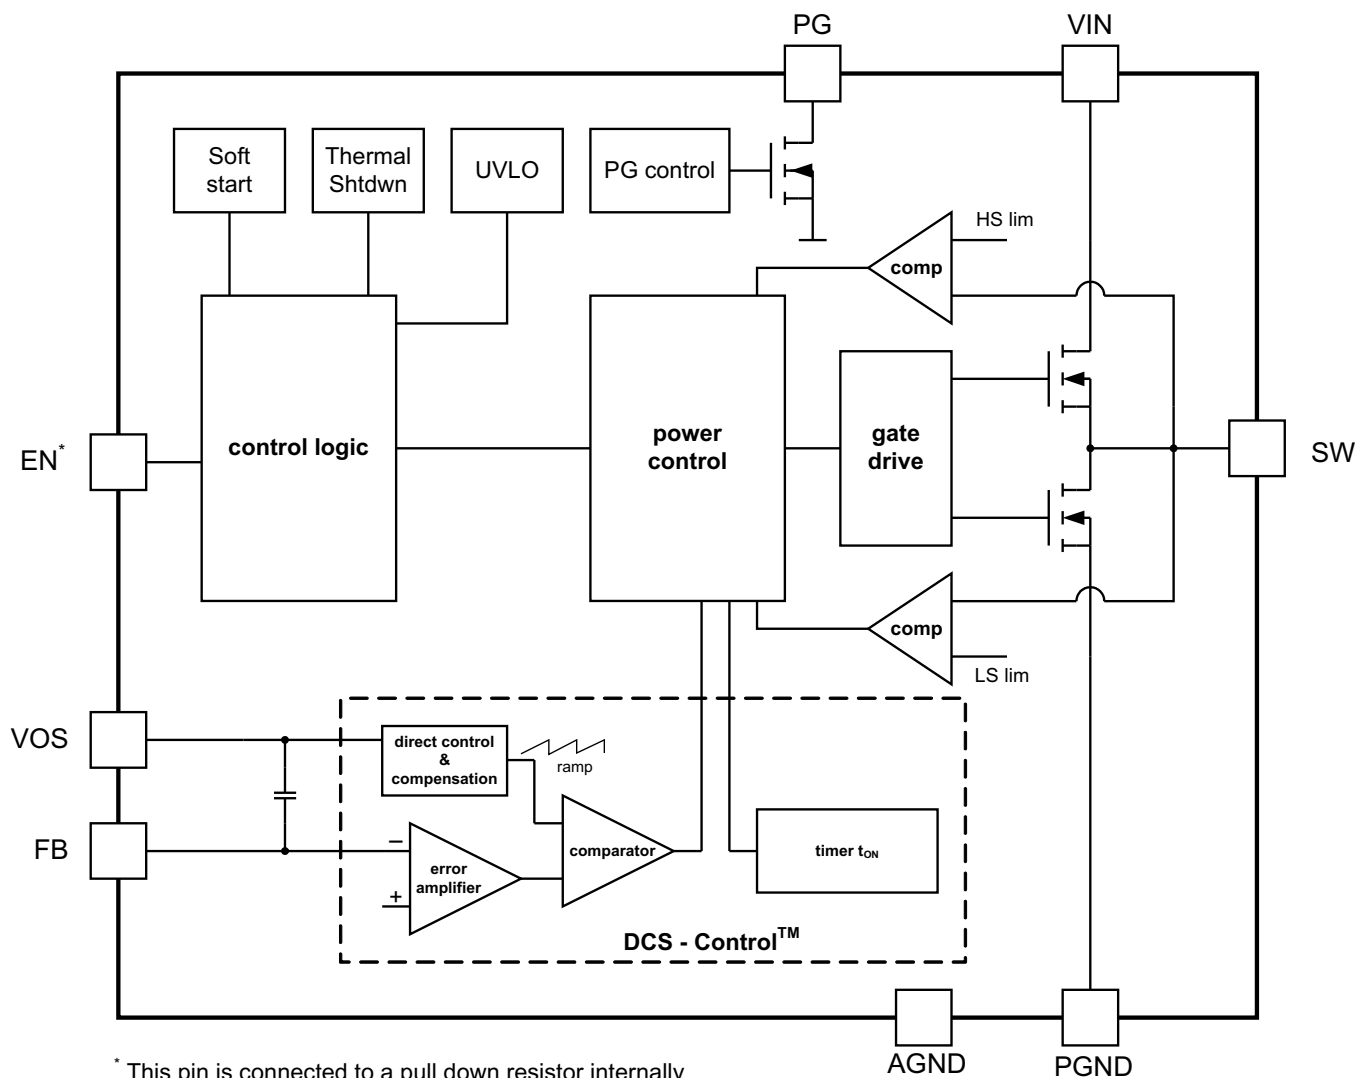 PG
VIN
Soft
start
Thermal
Shtdwn
UVLO
PG control
HS lim
comp
control logic
power
control
gate
drive
EN*
SW
comp
LS lim
VOS
direct control
&
compensation
ramp
FB
–
error
amplifier
+
comparator
timer tON
DCS - Control™
AGND
PGND
* This pin is connected to a pull down resistor internally